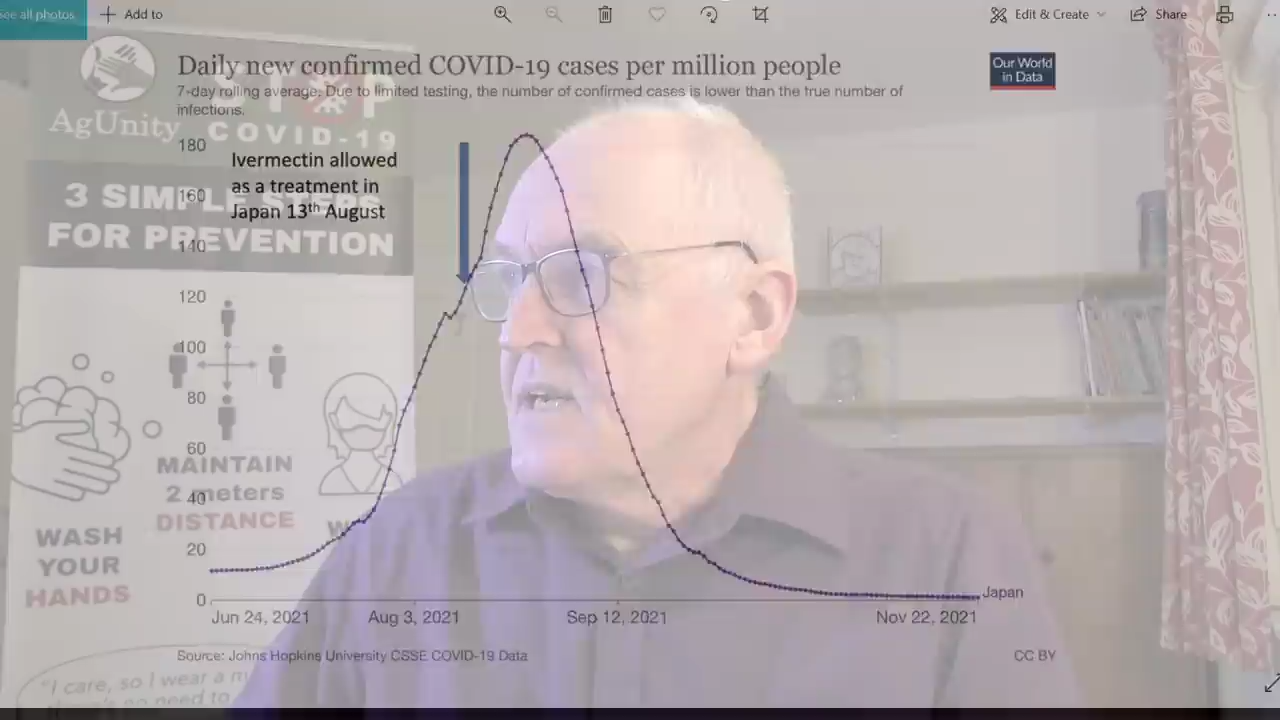 see all photos
Add to
Edit & Create
Share
Daily new confirmed COVID-19 cases per million people
7-day rolling average. Due to limited testing, the number of confirmed cases is lower than the true number of
infections.
Our World
in Data
AgUnity
STOP
COVID-19
3 SIMPLE STEPS
FOR PREVENTION
Ivermectin allowed
as a treatment in
Japan 13th August
180
160
140
120
100
80
60
40
20
0
MAINTAIN
2 meters
DISTANCE
WASH
YOUR
HANDS
W
Japan
Jun 24, 2021
Aug 3, 2021
Sep 12, 2021
Nov 22, 2021
Source: Johns Hopkins University CSSE COVID-19 Data
CC BY
"I care, so I wear a m
no need to